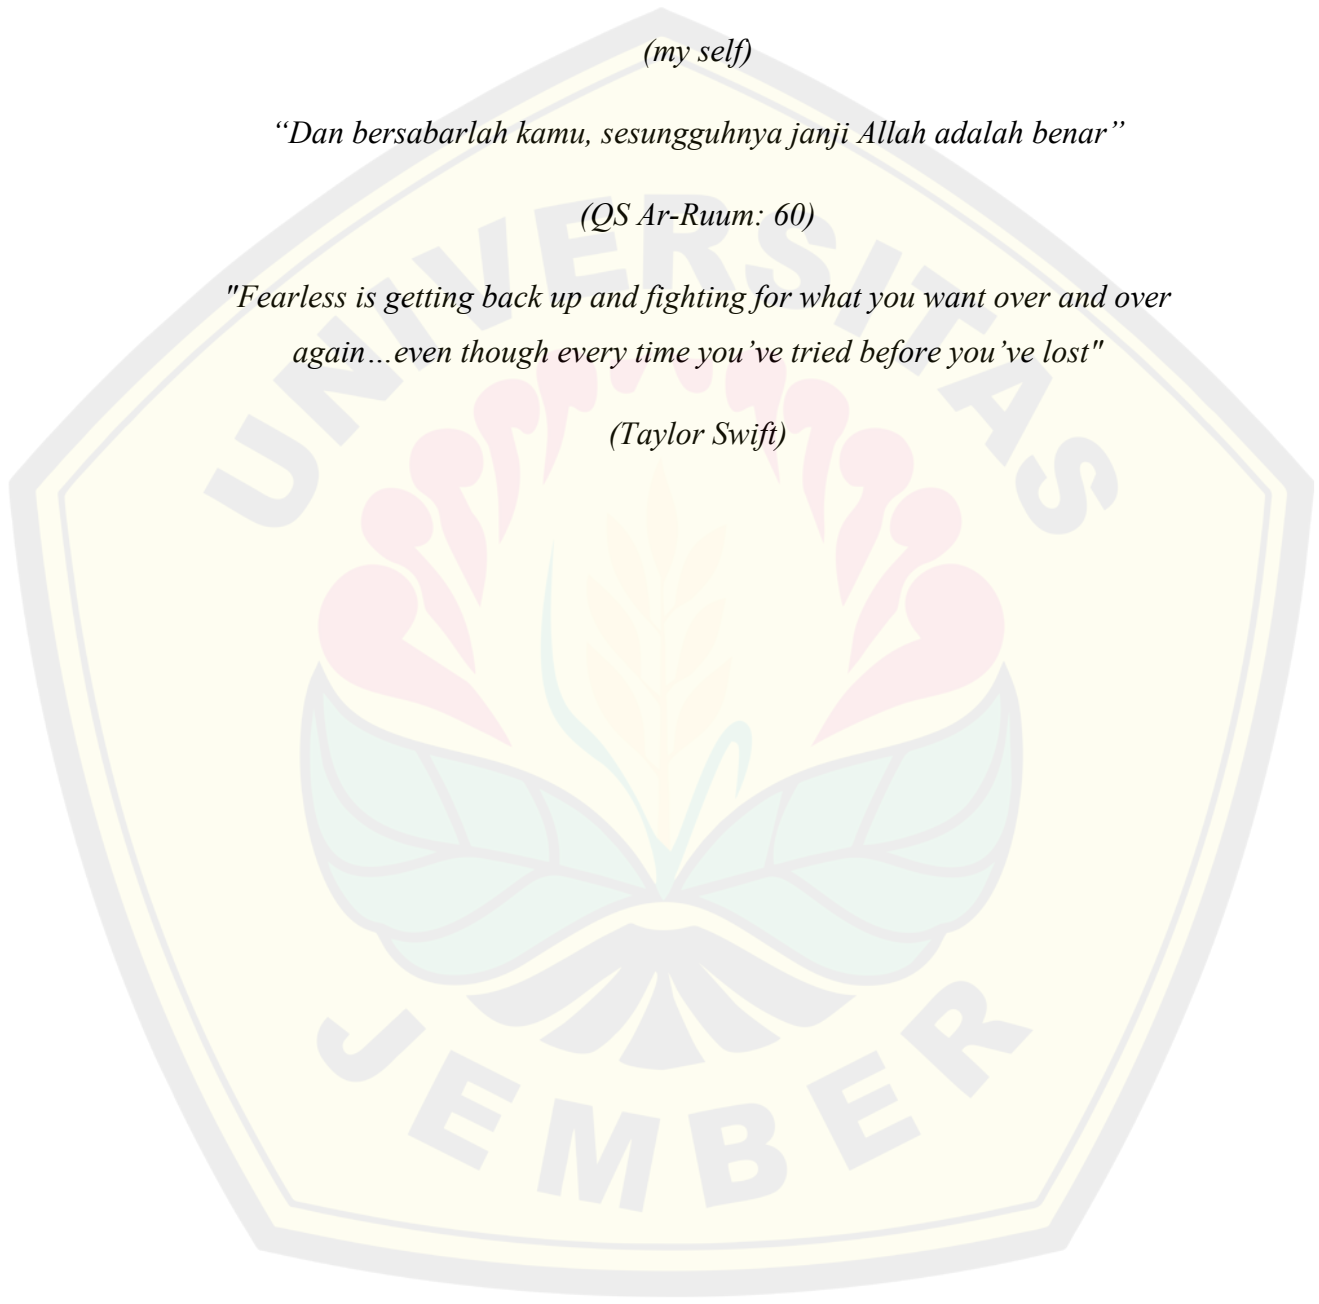 (my self)
“Dan bersabarlah kamu, sesungguhnya janji Allah adalah benar”
(QS Ar-Ruum: 60)
"Fearless is getting back up and fighting for what you want over and over
again…even though every time you’ve tried before you’ve lost"
(Taylor Swift)
UNIVERSITAS
JEMBER